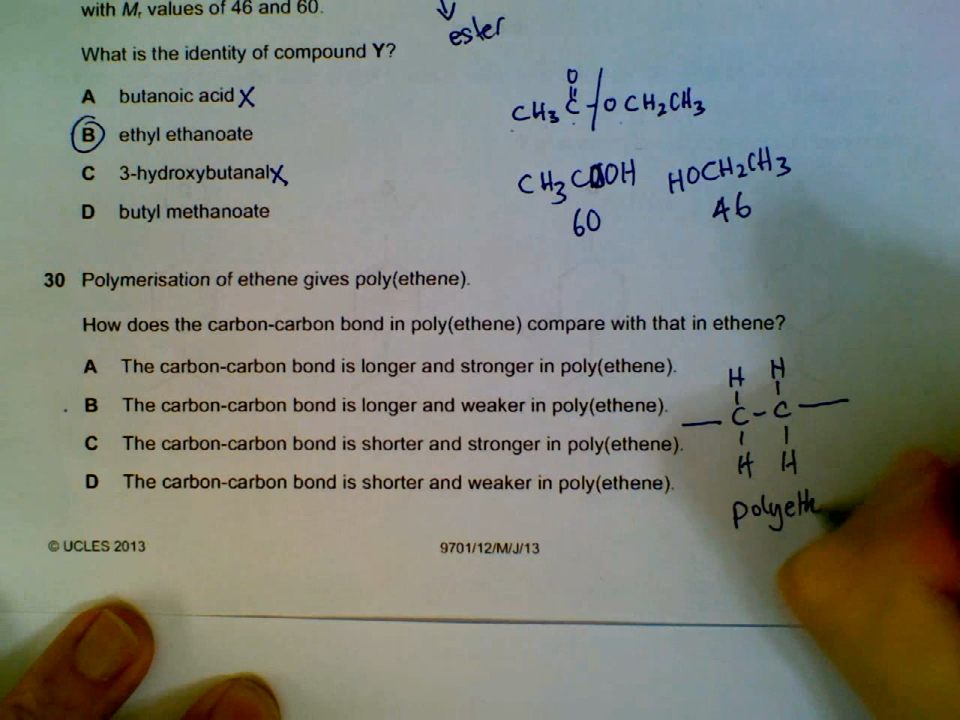 with Mr values of 46 and 60.
ester
What is the identity of compound Y?
A butanoic acid X
B ethyl ethanoate
C 3-hydroxybutanal X
D butyl methanoate
O
CH3 C O CH2CH3
CH3COOH HOCH2CH3
60 46
30 Polymerisation of ethene gives poly(ethene).
How does the carbon-carbon bond in poly(ethene) compare with that in ethene?
A The carbon-carbon bond is longer and stronger in poly(ethene).
B The carbon-carbon bond is longer and weaker in poly(ethene).
C The carbon-carbon bond is shorter and stronger in poly(ethene).
D The carbon-carbon bond is shorter and weaker in poly(ethene).
H H
C-C
H H
polyeth
© UCLES 2013 9701/12/M/J/13